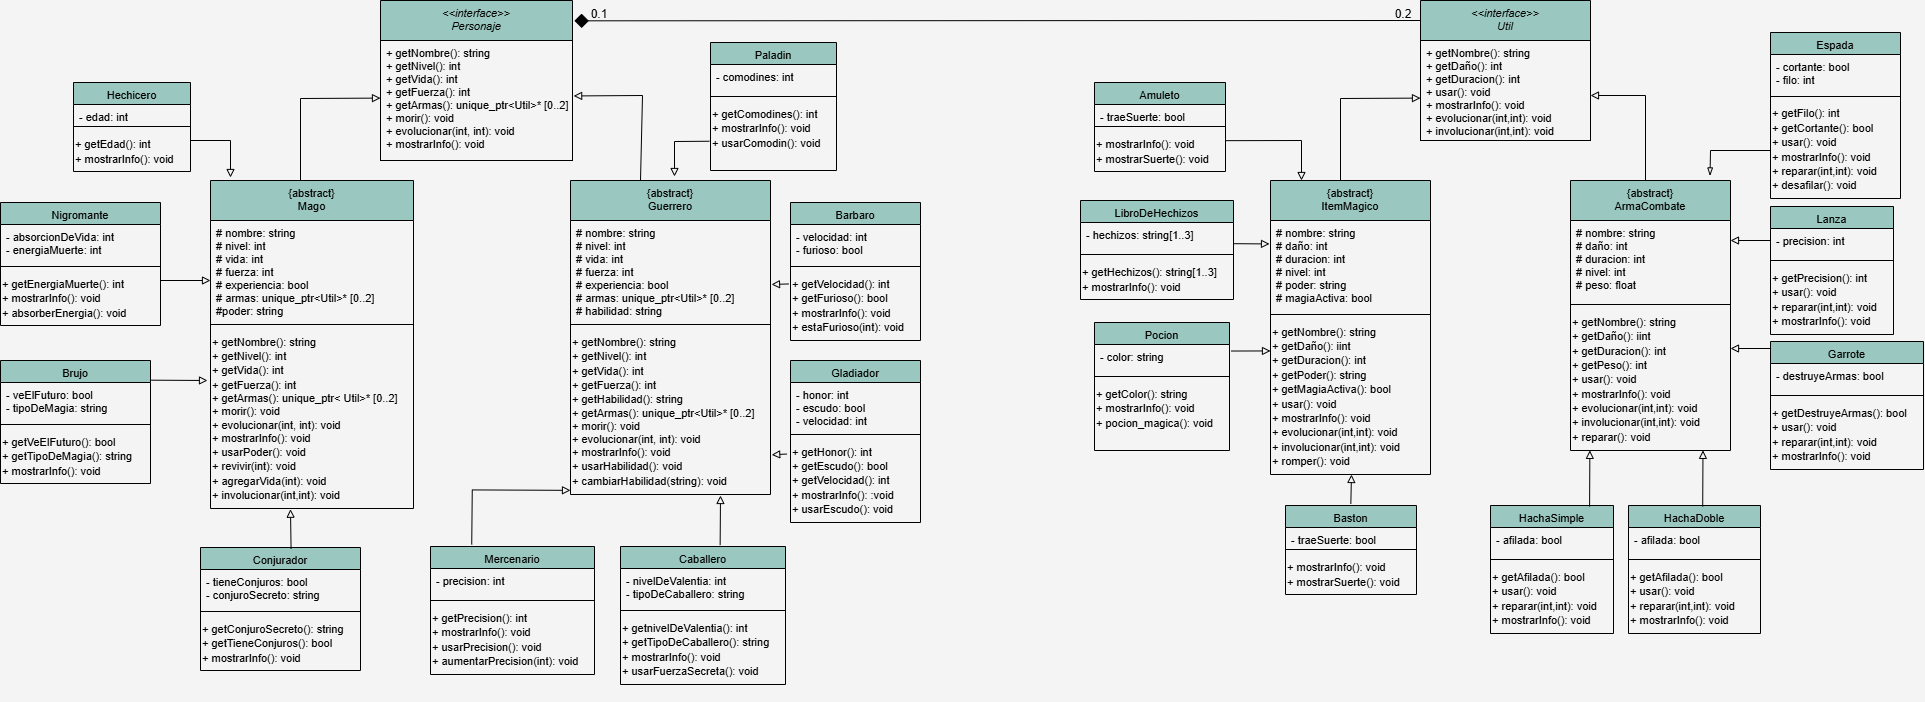 <<interface>>
Personaje
+ getNombre(): string
+ getNivel(): int
+ getVida(): int
+ getFuerza(): int
+ getArmas(): unique_ptr<Util>* [0..2]
+ morir(): void
+ evolucionar(int, int): void
+ mostrarInfo(): void
0.1
0.2
<<interface>>
Util
+ getNombre(): string
+ getDaño(): int
+ getDuracion(): int
+ usar(): void
+ mostrarInfo(): void
+ evolucionar(int,int): void
+ involucionar(int,int): void
Hechicero
- edad: int
+ getEdad(): int
+ mostrarInfo(): void
Paladin
- comodines: int
+ getComodines(): int
+ mostrarInfo(): void
+ usarComodin(): void
Nigromante
- absorcionDeVida: int
- energiaMuerte: int
+ getEnergiaMuerte(): int
+ mostrarInfo(): void
+ absorberEnergia(): void
Brujo
- veElFuturo: bool
- tipoDeMagia: string
+ getVeElFuturo(): bool
+ getTipoDeMagia(): string
+ mostrarInfo(): void
{abstract}
Mago
# nombre: string
# nivel: int
# vida: int
# fuerza: int
# experiencia: bool
# armas: unique_ptr<Util>* [0..2]
#poder: string
+ getNombre(): string
+ getNivel(): int
+ getVida(): int
+ getFuerza(): int
+ getArmas(): unique_ptr< Util>* [0..2]
+ morir(): void
+ evolucionar(int, int): void
+ mostrarInfo(): void
+ usarPoder(): void
+ revivir(int): void
+ agregarVida(int): void
+ involucionar(int,int): void
{abstract}
Guerrero
# nombre: string
# nivel: int
# vida: int
# fuerza: int
# experiencia: bool
# armas: unique_ptr<Util>* [0..2]
# habilidad: string
+ getNombre(): string
+ getNivel(): int
+ getVida(): int
+ getFuerza(): int
+ getHabilidad(): string
+ getArmas(): unique_ptr<Util>* [0..2]
+ morir(): void
+ evolucionar(int, int): void
+ mostrarInfo(): void
+ usarHabilidad(): void
+ cambiarHabilidad(string): void
Barbaro
- velocidad: int
- furioso: bool
+ getVelocidad(): int
+ getFurioso(): bool
+ mostrarInfo(): void
+ estaFurioso(int): void
Gladiador
- honor: int
- escudo: bool
- velocidad: int
+ getHonor(): int
+ getEscudo(): bool
+ getVelocidad(): int
+ mostrarInfo(): :void
+ usarEscudo(): void
Conjurador
- tieneConjuros: bool
- conjuroSecreto: string
+ getConjuroSecreto(): string
+ getTieneConjuros(): bool
+ mostrarInfo(): void
Mercenario
- precision: int
+ getPrecision(): int
+ mostrarInfo(): void
+ usarPrecision(): void
+ aumentarPrecision(int): void
Caballero
- nivelDeValentia: int
- tipoDeCaballero: string
+ getnivelDeValentia(): int
+ getTipoDeCaballero(): string
+ mostrarInfo(): void
+ usarFuerzaSecreta(): void
Amuleto
- traeSuerte: bool
+ mostrarInfo(): void
+ mostrarSuerte(): void
LibroDeHechizos
- hechizos: string[1..3]
+ getHechizos(): string[1..3]
+ mostrarInfo(): void
Pocion
- color: string
+ getColor(): string
+ mostrarInfo(): void
+ pocion_magica(): void
{abstract}
ItemMagico
# nombre: string
# daño: int
# duracion: int
# nivel: int
# poder: string
# magiaActiva: bool
+ getNombre(): string
+ getDaño(): iint
+ getDuracion(): int
+ getPoder(): string
+ getMagiaActiva(): bool
+ usar(): void
+ mostrarInfo(): void
+ evolucionar(int,int): void
+ involucionar(int,int): void
+ romper(): void
Baston
- traeSuerte: bool
+ mostrarInfo(): void
+ mostrarSuerte(): void
{abstract}
ArmaCombate
# nombre: string
# daño: int
# duracion: int
# nivel: int
# peso: float
+ getNombre(): string
+ getDaño(): iint
+ getDuracion(): int
+ getPeso(): int
+ usar(): void
+ mostrarInfo(): void
+ evolucionar(int,int): void
+ involucionar(int,int): void
+ reparar(): void
Espada
- cortante: bool
- filo: int
+ getFilo(): int
+ getCortante(): bool
+ usar(): void
+ mostrarInfo(): void
+ reparar(int,int): void
+ desafilar(): void
Lanza
- precision: int
+ getPrecision(): int
+ usar(): void
+ reparar(int,int): void
+ mostrarInfo(): void
Garrote
- destruyeArmas: bool
+ getDestruyeArmas(): bool
+ usar(): void
+ reparar(int,int): void
+ mostrarInfo(): void
HachaSimple
- afilada: bool
+ getAfilada(): bool
+ usar(): void
+ reparar(int,int): void
+ mostrarInfo(): void
HachaDoble
- afilada: bool
+ getAfilada(): bool
+ usar(): void
+ reparar(int,int): void
+ mostrarInfo(): void